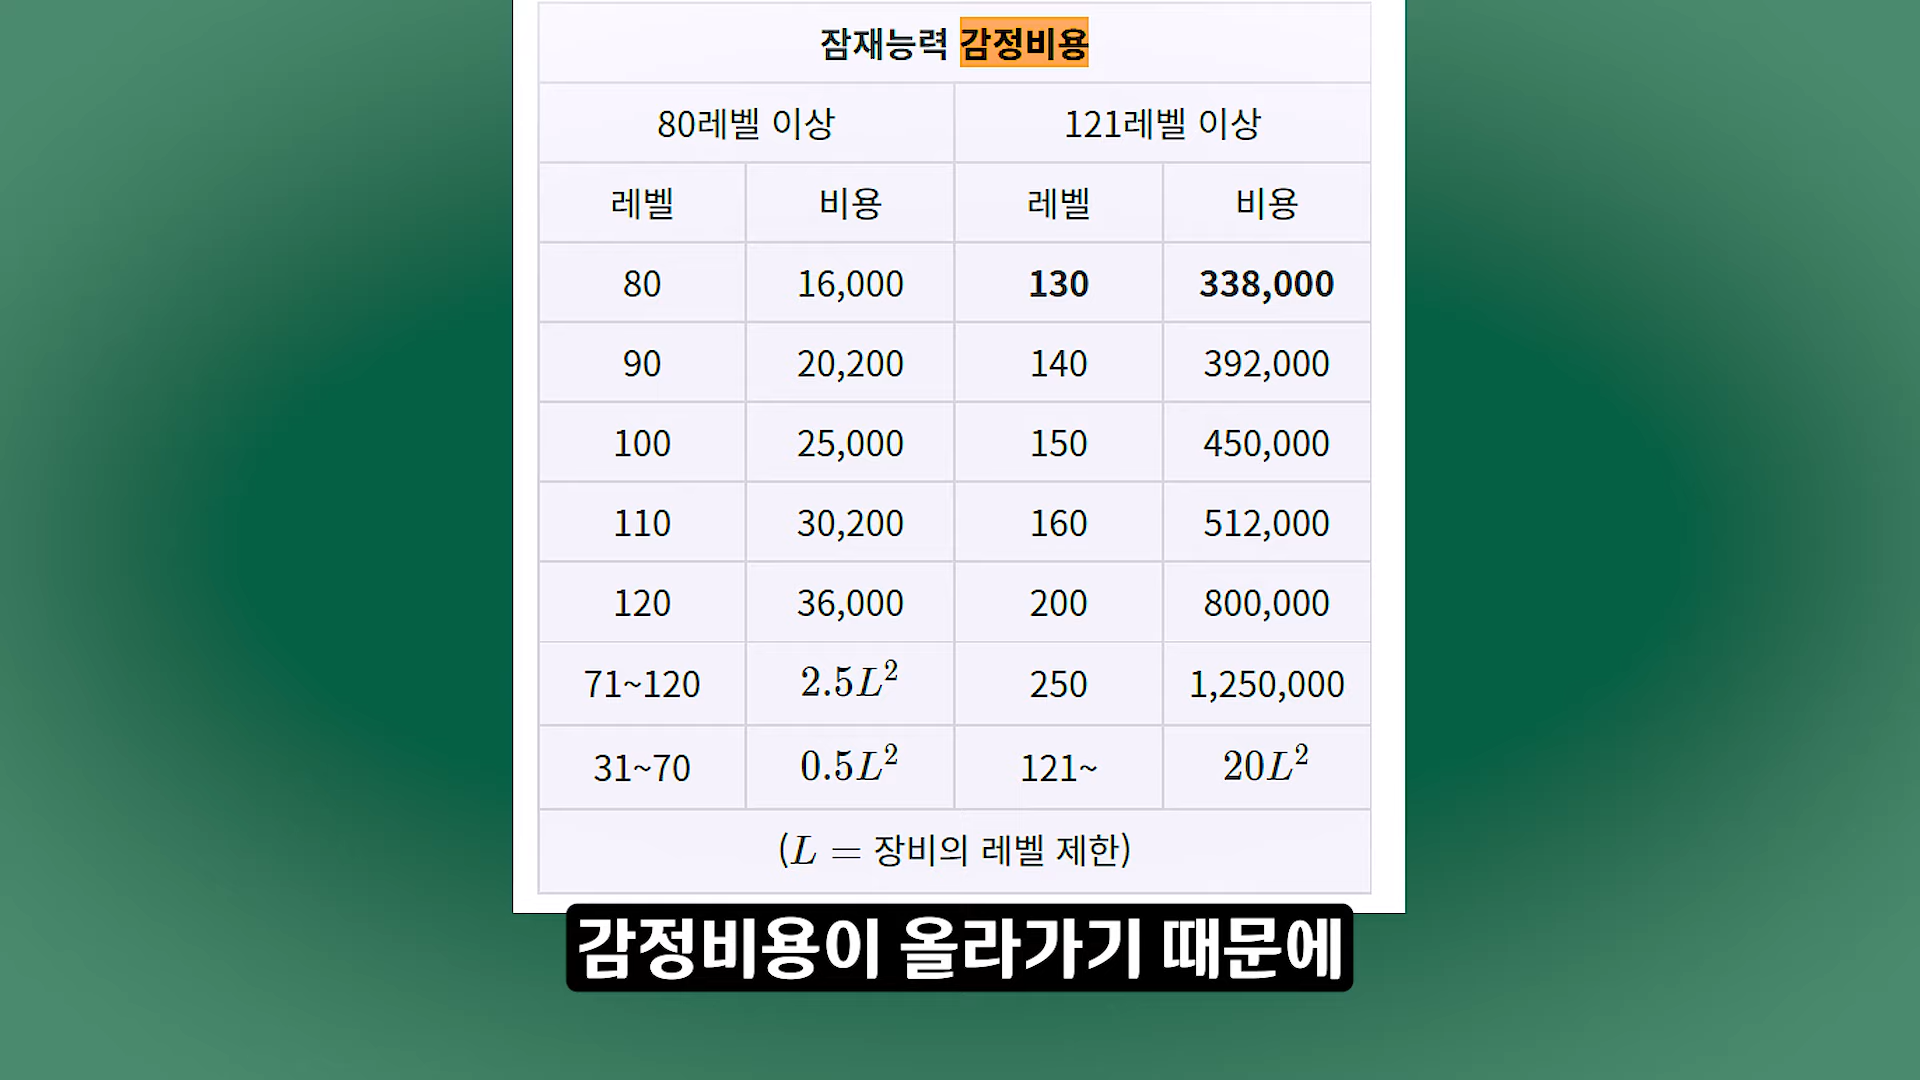 잠재능력 감정비용
80레벨 이상 121레벨 이상
레벨 비용 레벨 비용
80 16,000 130 338,000
90 20,200 140 392,000
100 25,000 150 450,000
110 30,200 160 512,000
120 36,000 200 800,000
71~120 2.5L² 250 1,250,000
31~70 0.5L² 121~ 20L²
(L = 장비의 레벨 제한)
감정비용이 올라가기 때문에